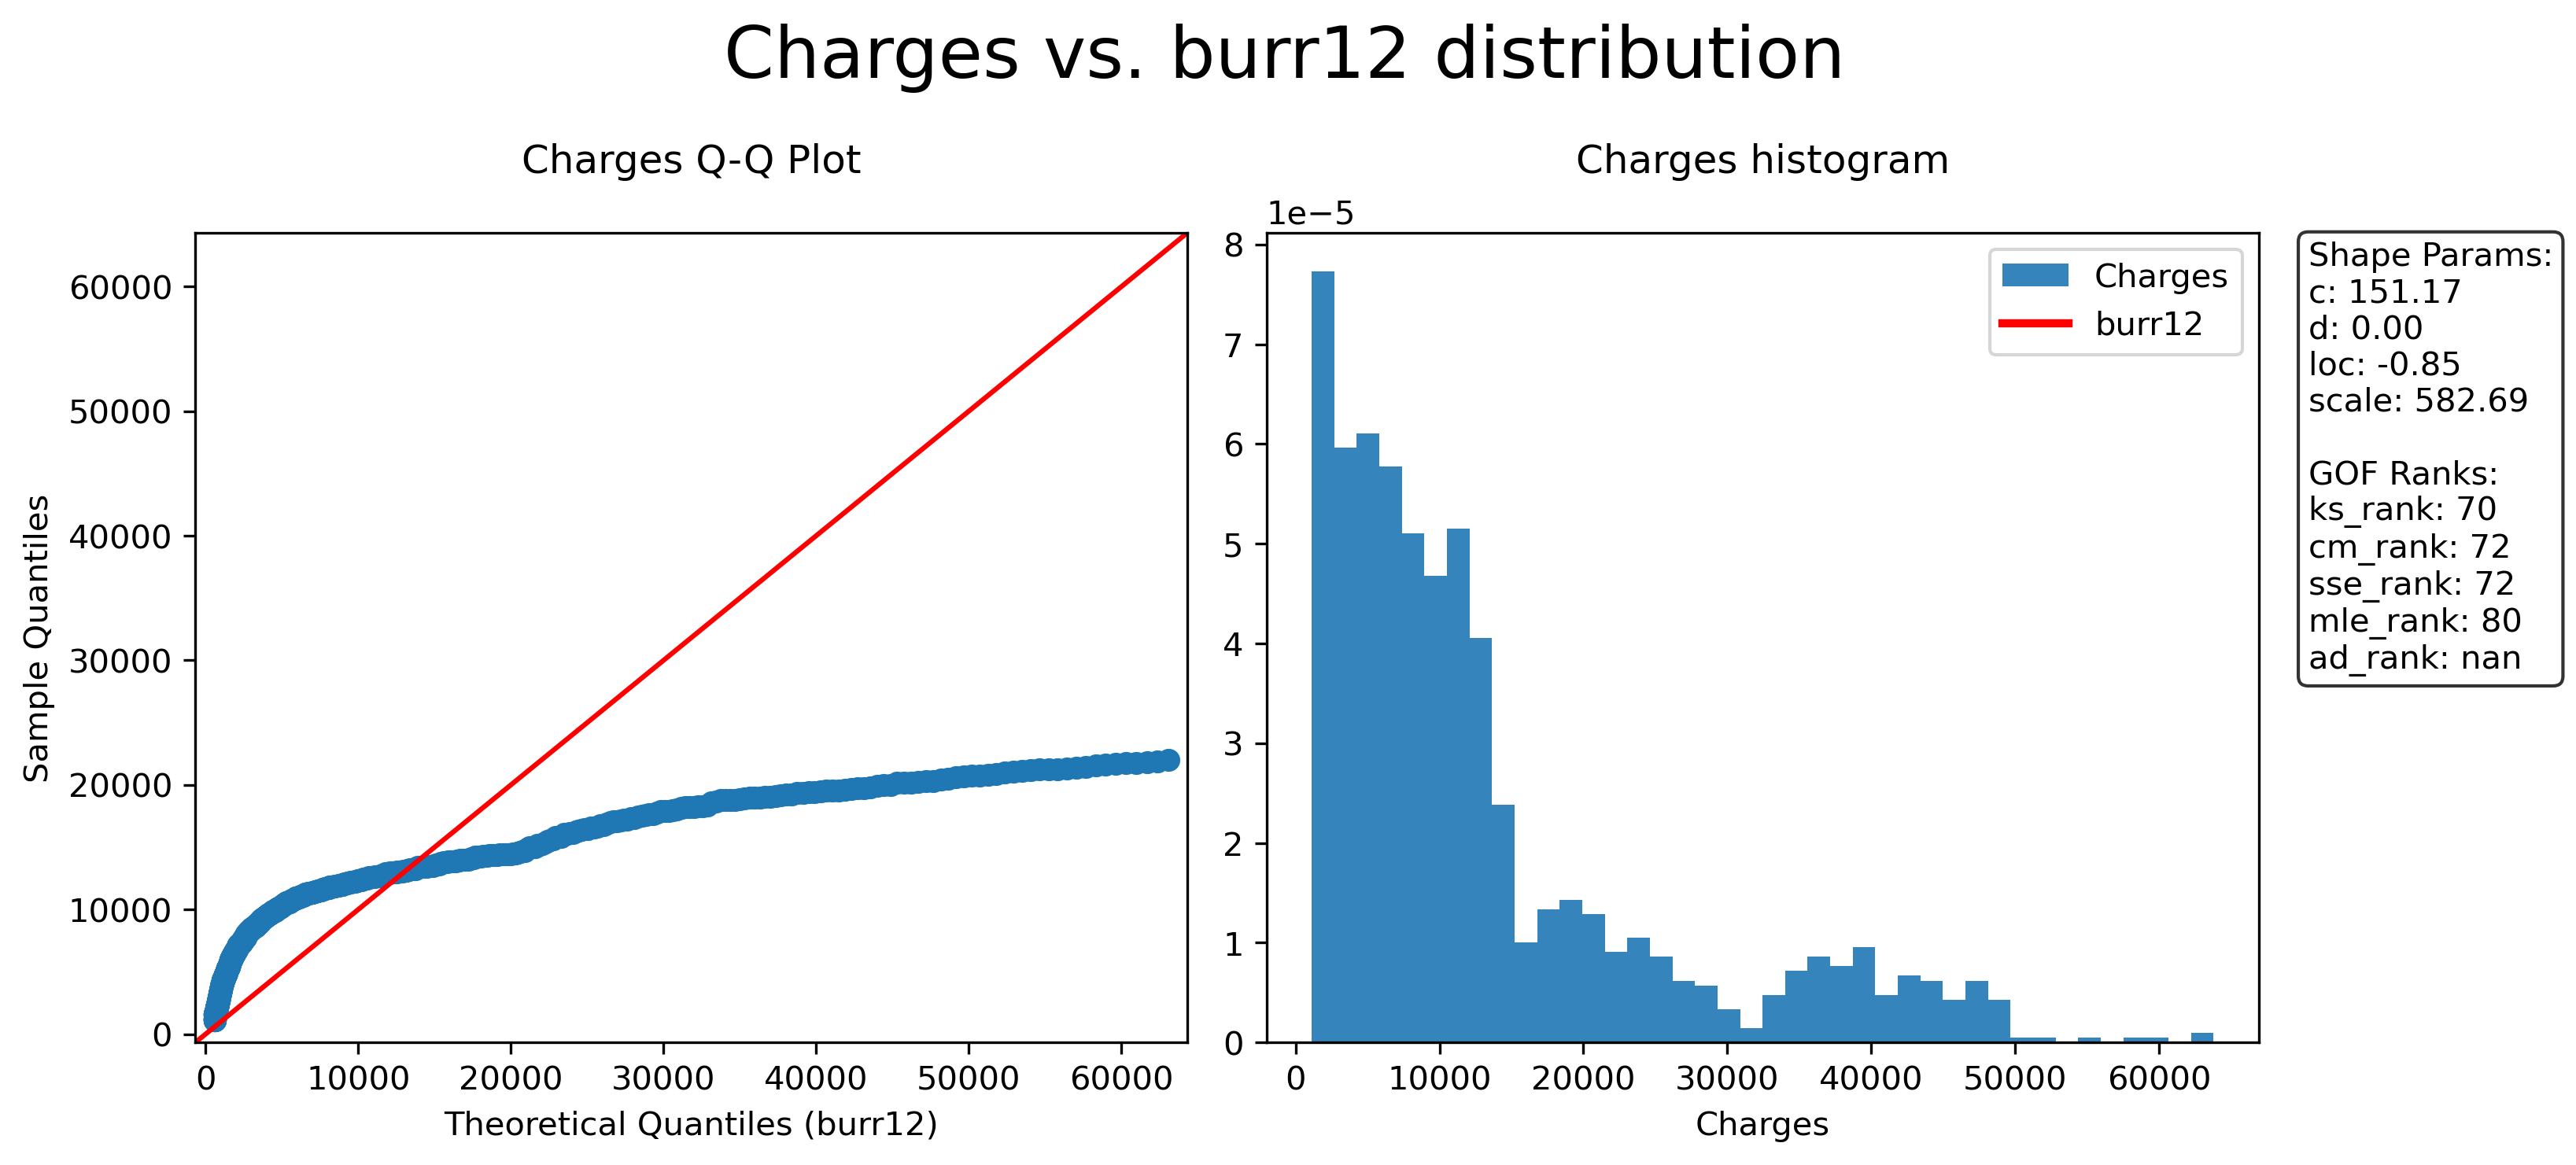 Charges vs. burr12 distribution
Charges Q-Q Plot
Sample Quantiles
60000
50000
40000
30000
20000
10000
0
0 10000 20000 30000 40000 50000 60000
Theoretical Quantiles (burr12)
Charges histogram
1e−5
8
7
6
5
4
3
2
1
0
0 10000 20000 30000 40000 50000 60000
Charges
Charges
burr12
Shape Params:
c: 151.17
d: 0.00
loc: -0.85
scale: 582.69
GOF Ranks:
ks_rank: 70
cm_rank: 72
sse_rank: 72
mle_rank: 80
ad_rank: nan